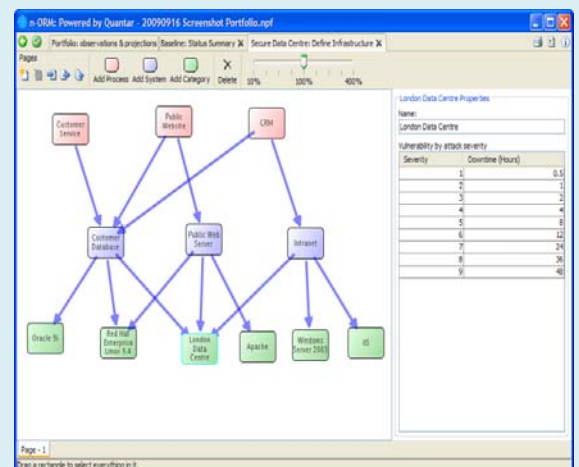 n-ORM: Powered by Quantar - 20090916 Screenshot Portfolio.npf
Portfolio: observations & projections
Baseline: Status Summary
Secure Data Centre: Define Infrastructure
Pages
Add Process
Add System
Add Category
Delete
10%
100%
400%
Customer
Service
Public
Website
CRM
Customer
Database
Public Web
Server
Intranet
Oracle 9i
Red Hat
Enterprise
Linux 5.4
London
Data
Centre
Apache
Windows
Server 2003
IIS
London Data Centre Properties
Name:
London Data Centre
Vulnerability by attack severity
Severity Downtime (Hours)
1 0.5
2 1
3 2
4 4
5 8
6 12
7 24
8 36
9 48
Page - 1
Drag a rectangle to select everything in it.